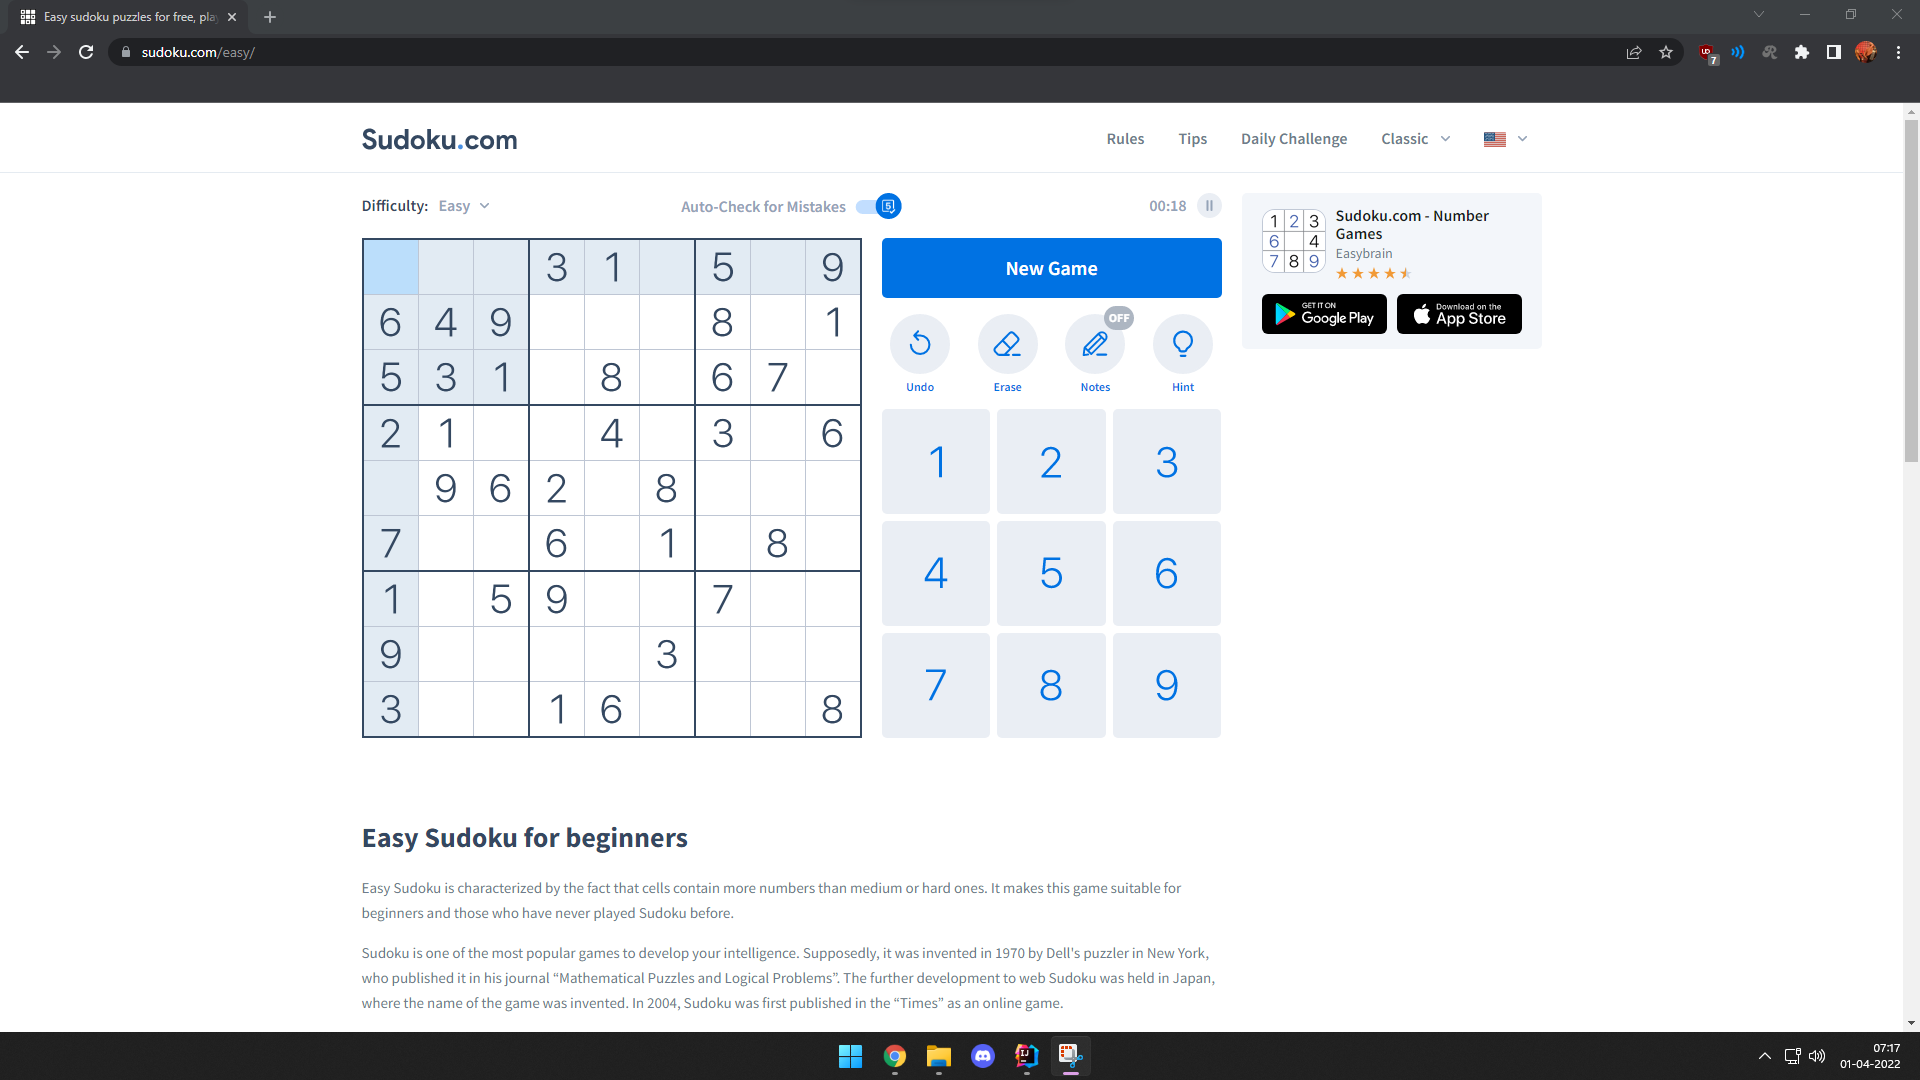 Easy sudoku puzzles for free, pla
sudoku.com/easy/
7
Sudoku.com
Rules Tips Daily Challenge Classic
Difficulty: Easy Auto-Check for Mistakes 00:18
3 1 5 9
6 4 9 8 1
5 3 1 8 6 7
2 1 4 3 6
9 6 2 8
7 6 1 8
1 5 9 7
9 3
3 1 6 8
New Game
OFF
Undo Erase Notes Hint
1 2 3
4 5 6
7 8 9
1 2 3
6 4
7 8 9
Sudoku.com - Number
Games
Easybrain
GET IT ON
Google Play
Download on the
App Store
Easy Sudoku for beginners
Easy Sudoku is characterized by the fact that cells contain more numbers than medium or hard ones. It makes this game suitable for
beginners and those who have never played Sudoku before.
Sudoku is one of the most popular games to develop your intelligence. Supposedly, it was invented in 1970 by Dell's puzzler in New York,
who published it in his journal “Mathematical Puzzles and Logical Problems”. The further development to web Sudoku was held in Japan,
where the name of the game was invented. In 2004, Sudoku was first published in the “Times” as an online game.
07:17
01-04-2022